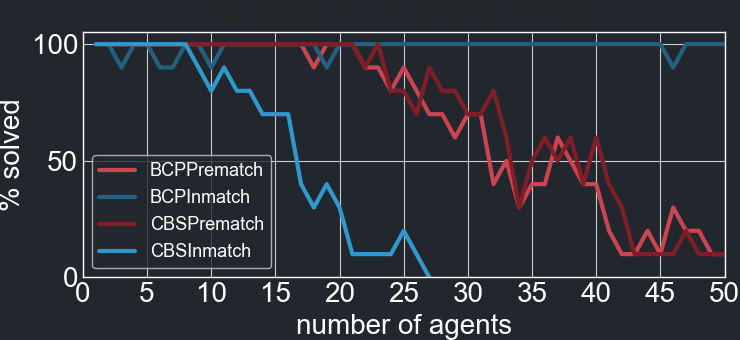 100
50
0
% solved
BCPPrematch
BCPInmatch
CBSPrematch
CBSInmatch
0 5 10 15 20 25 30 35 40 45 50
number of agents